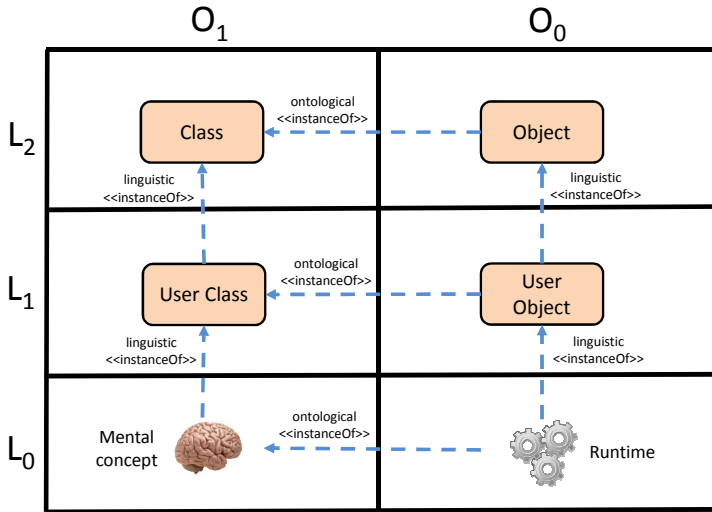 O₁
O₀
L₂
Class
ontological
<<instanceOf>>
Object
linguistic
<<instanceOf>>
linguistic
<<instanceOf>>
L₁
User Class
ontological
<<instanceOf>>
User
Object
linguistic
<<instanceOf>>
linguistic
<<instanceOf>>
L₀
Mental
concept
ontological
<<instanceOf>>
Runtime